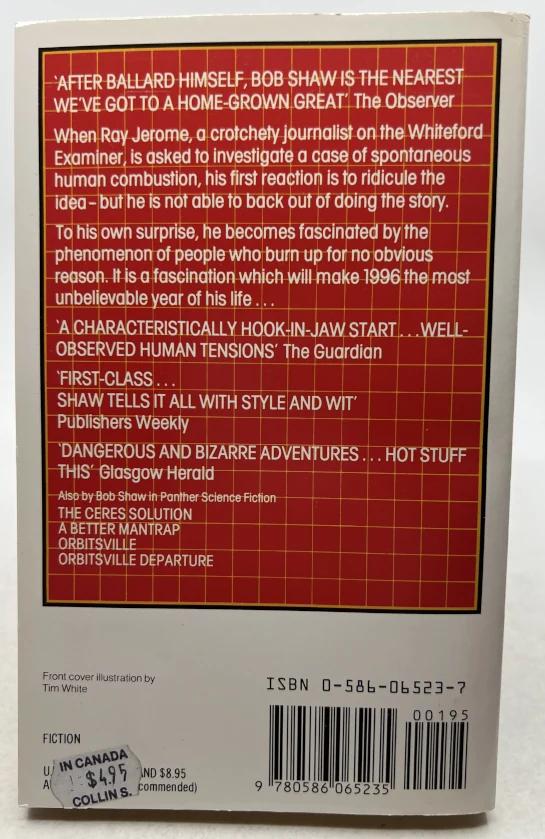 'AFTER BALLARD HIMSELF, BOB SHAW IS THE NEAREST
WE'VE GOT TO A HOME-GROWN GREAT' The Observer
When Ray Jerome, a crotchety journalist on the Whiteford
Examiner, is asked to investigate a case of spontaneous
human combustion, his first reaction is to ridicule the
idea – but he is not able to back out of doing the story.
To his own surprise, he becomes fascinated by the
phenomenon of people who burn up for no obvious
reason. It is a fascination which will make 1996 the most
unbelievable year of his life . . .
'A CHARACTERISTICALLY HOOK-IN-JAW START . . . WELL-
OBSERVED HUMAN TENSIONS' The Guardian
'FIRST-CLASS . . .
SHAW TELLS IT ALL WITH STYLE AND WIT'
Publishers Weekly
'DANGEROUS AND BIZARRE ADVENTURES . . . HOT STUFF
THIS' Glasgow Herald
Also by Bob Shaw in Panther Science Fiction
THE CERES SOLUTION
A BETTER MANTRAP
ORBITSVILLE
ORBITSVILLE DEPARTURE
Front cover illustration by
Tim White
ISBN 0-586-06523-7
00195
FICTION
IN CANADA
$4.95
COLLINS.
AND $8.95
commended)
9 780586 065235